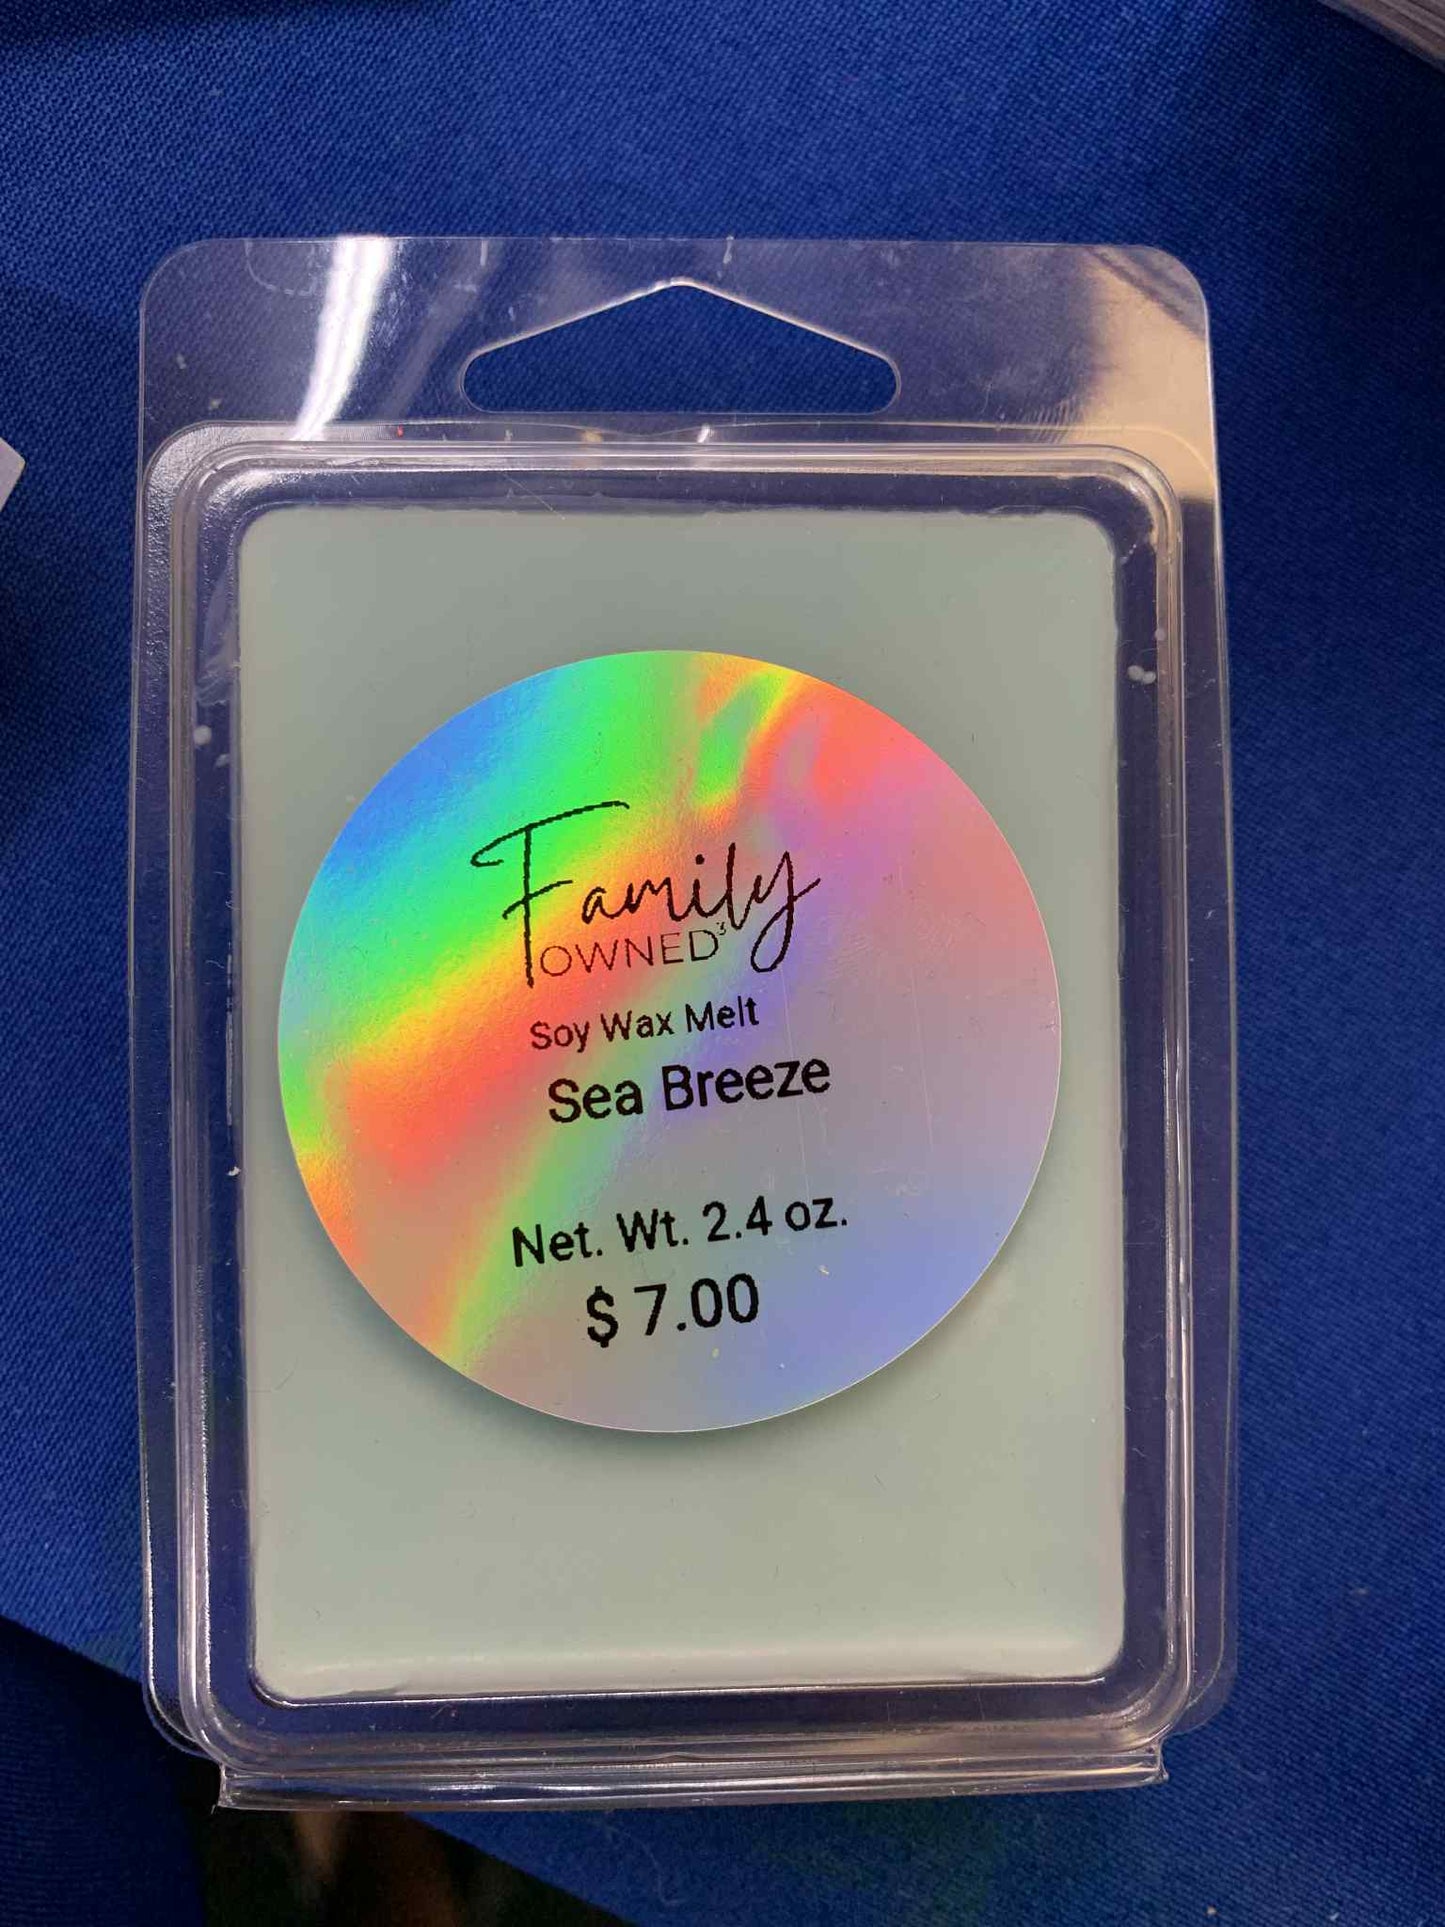 Family
OWNED³
Soy Wax Melt
Sea Breeze
Net. Wt. 2.4 oz.
$ 7.00